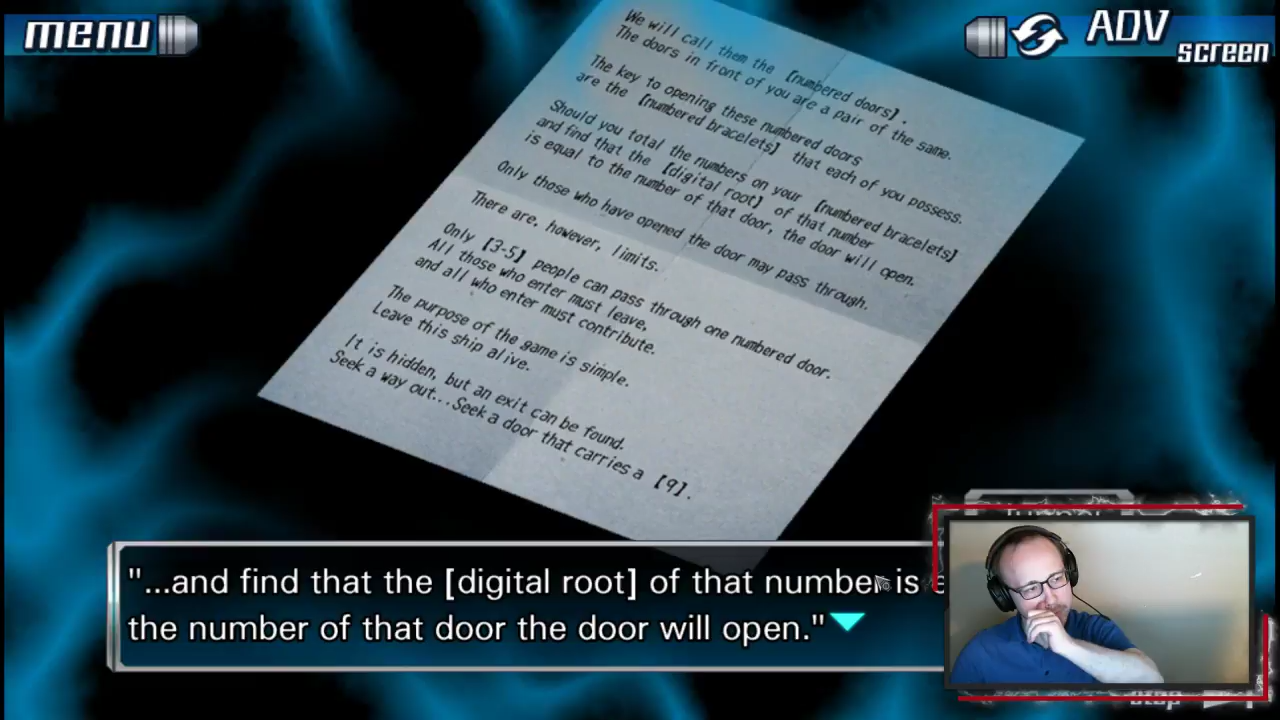 menu
ADV
screen
We will call them the [numbered doors].
The doors in front of you are a pair of the same.
The key to opening these numbered doors
are the [numbered bracelets] that each of you possess.
Should you total the numbers on your [numbered bracelets]
and find that the [digital root] of that number
is equal to the number of that door, the door will open.
Only those who have opened the door may pass through.
There are, however, limits.
Only [3-5] people can pass through one numbered door.
All those who enter must leave,
and all who enter must contribute.
The purpose of the game is simple.
Leave this ship alive.
It is hidden, but an exit can be found.
Seek a way out...Seek a door that carries a [9].
"...and find that the [digital root] of that number is
the number of that door the door will open."